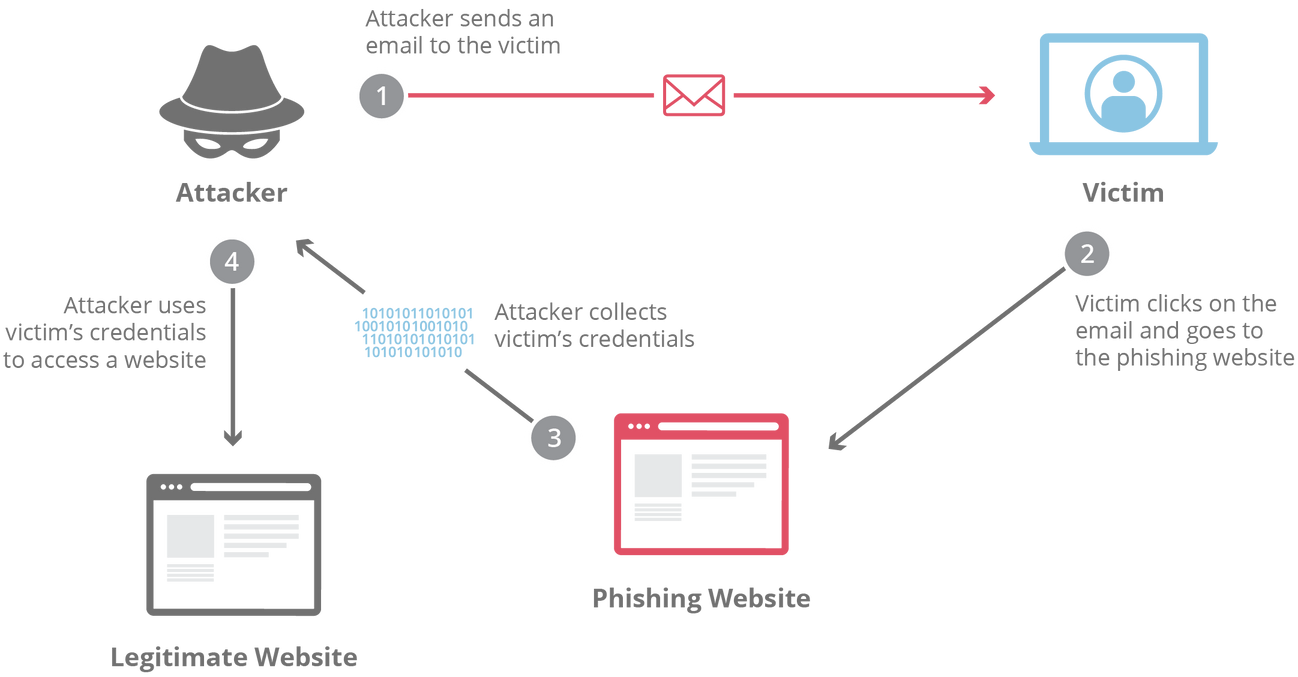 Attacker sends an
email to the victim
1
Attacker
Victim
2
Victim clicks on the
email and goes to
the phishing website
4
Attacker uses
victim’s credentials
to access a website
10101011010101
10010101001010
11010101010101
101010101010
Attacker collects
victim’s credentials
3
Phishing Website
Legitimate Website